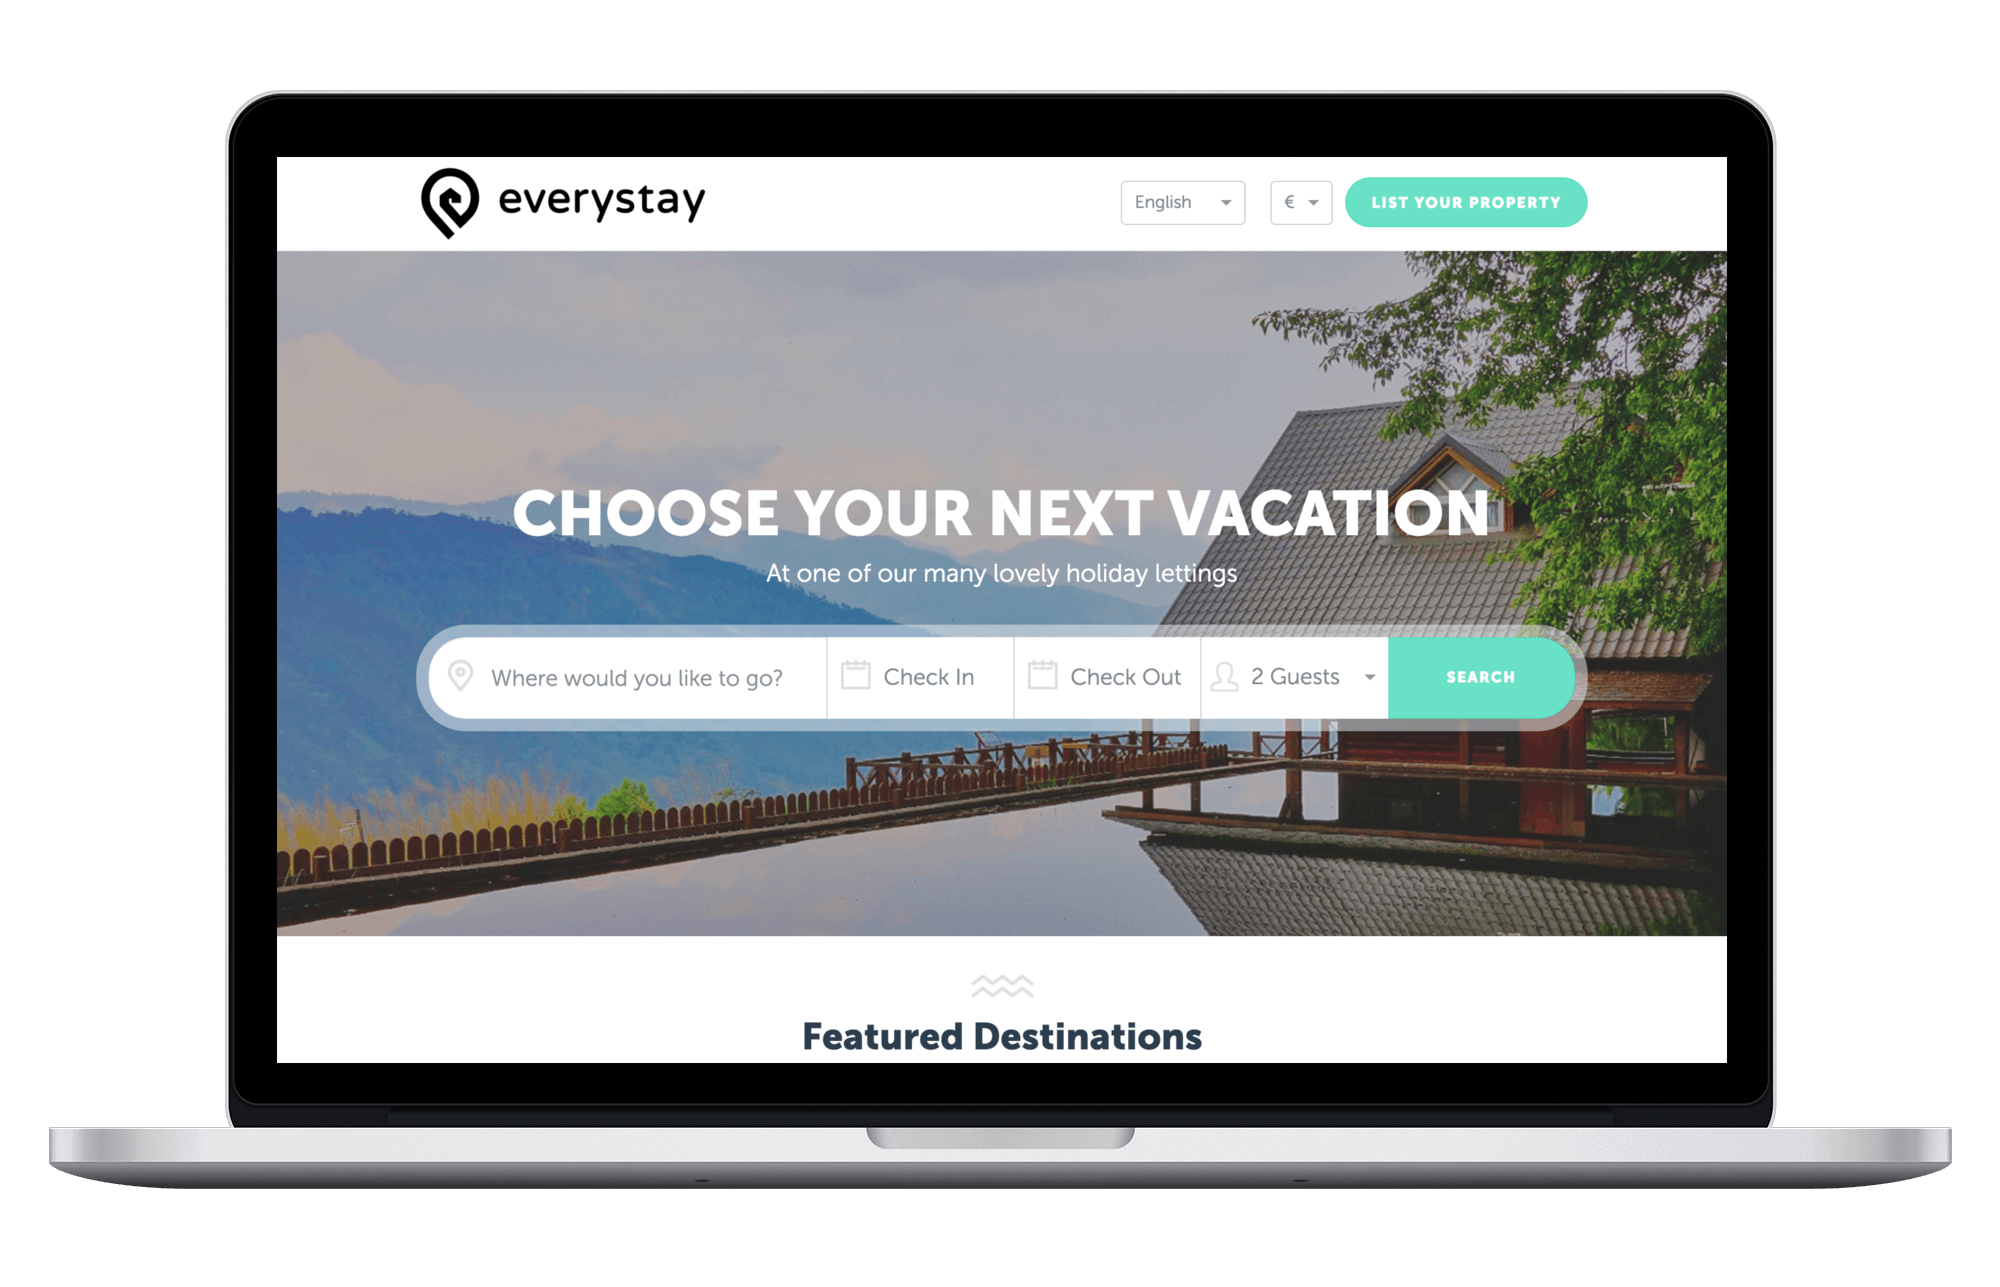 everystay
English
€
LIST YOUR PROPERTY
CHOOSE YOUR NEXT VACATION
At one of our many lovely holiday lettings
Where would you like to go?
Check In
Check Out
2 Guests
SEARCH
Featured Destinations